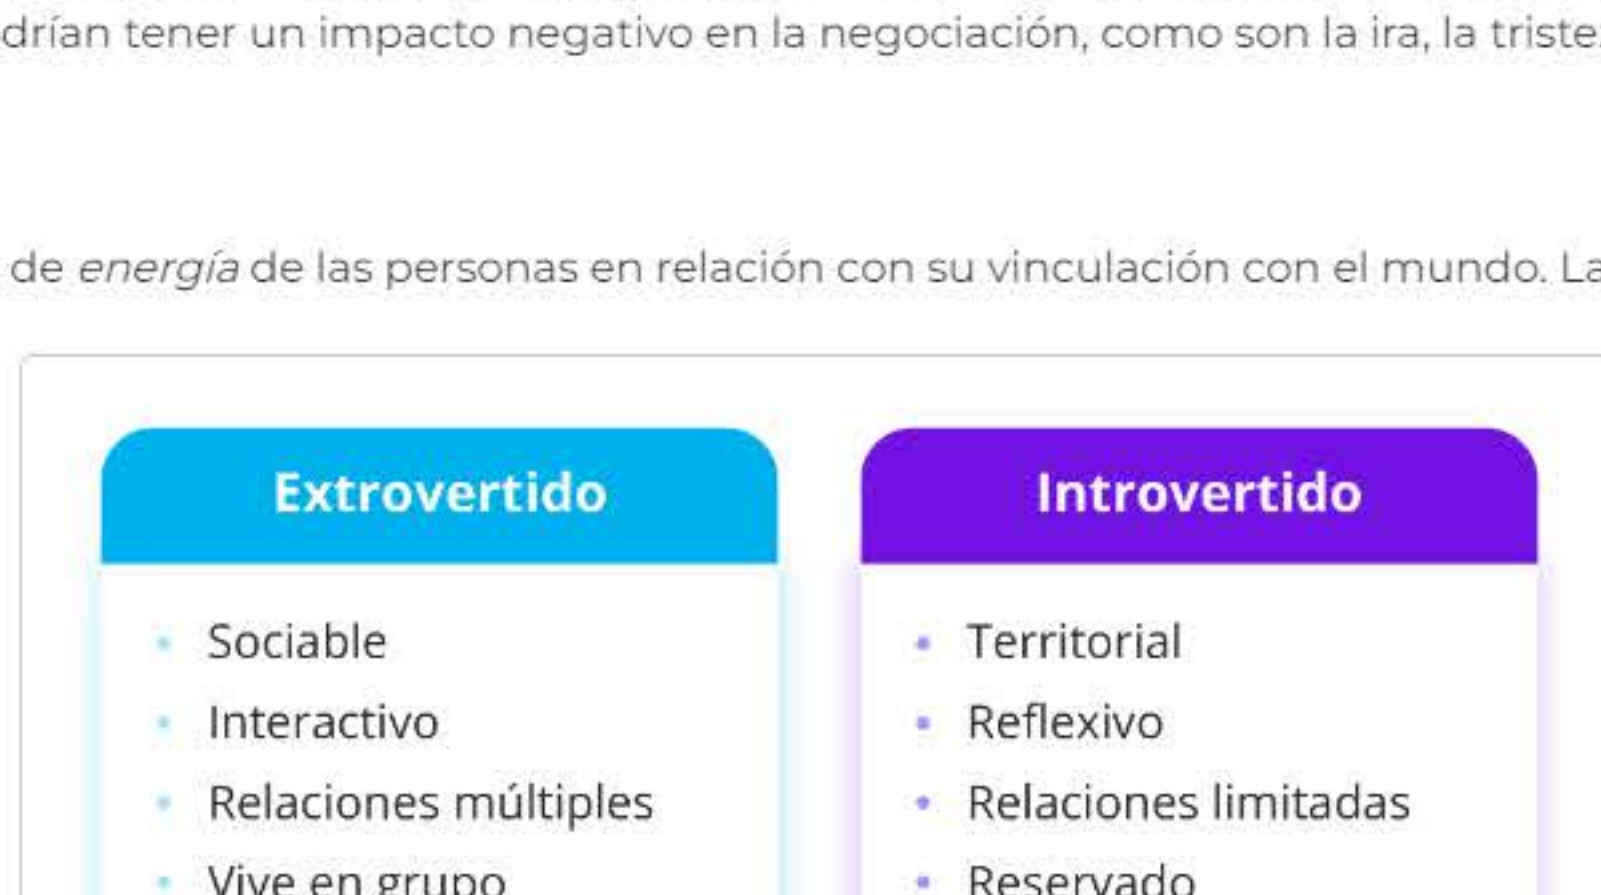 drían tener un impacto negativo en la negociación, como son la ira, la
de energía de las personas en relación con su vinculación con el mundo. La
Extrovertido
Sociable
Interactivo
Relaciones múltiples
Vive en grupo
Introvertido
Territorial
Reflexivo
Relaciones limitadas
Reservado